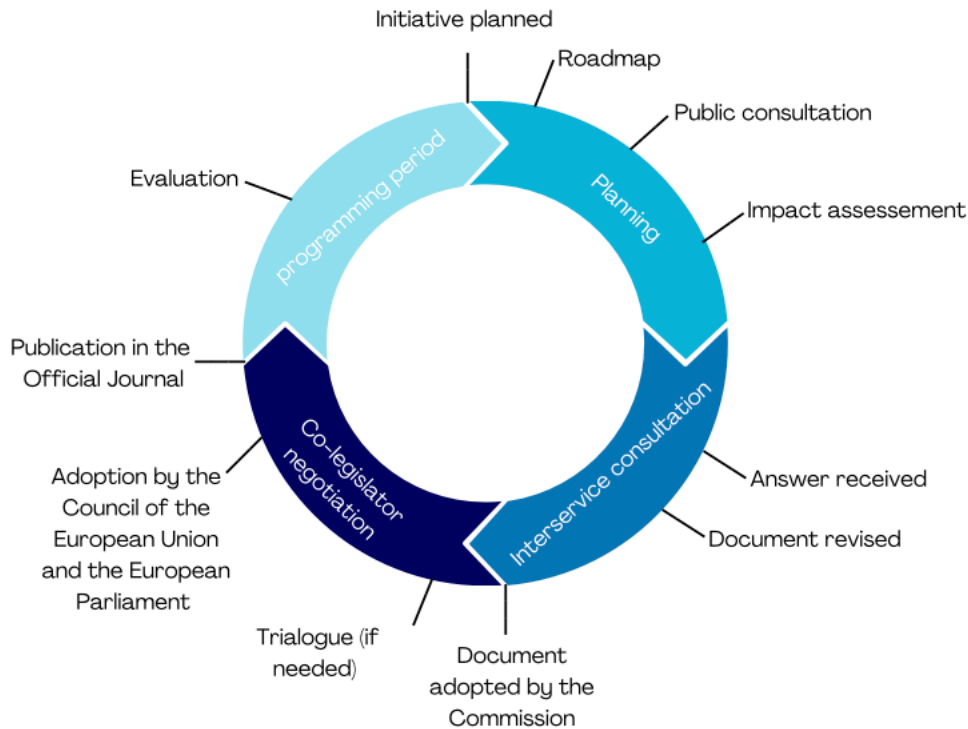 Initiative planned
Roadmap
Public consultation
Impact assessement
Planning
Interservice consultation
Answer received
Document revised
Document
adopted by the
Commission
Trialogue (if
needed)
Co-legislator
negotiation
Adoption by the
Council of the
European Union
and the European
Parliament
Publication in the
Official Journal
Evaluation
programming period